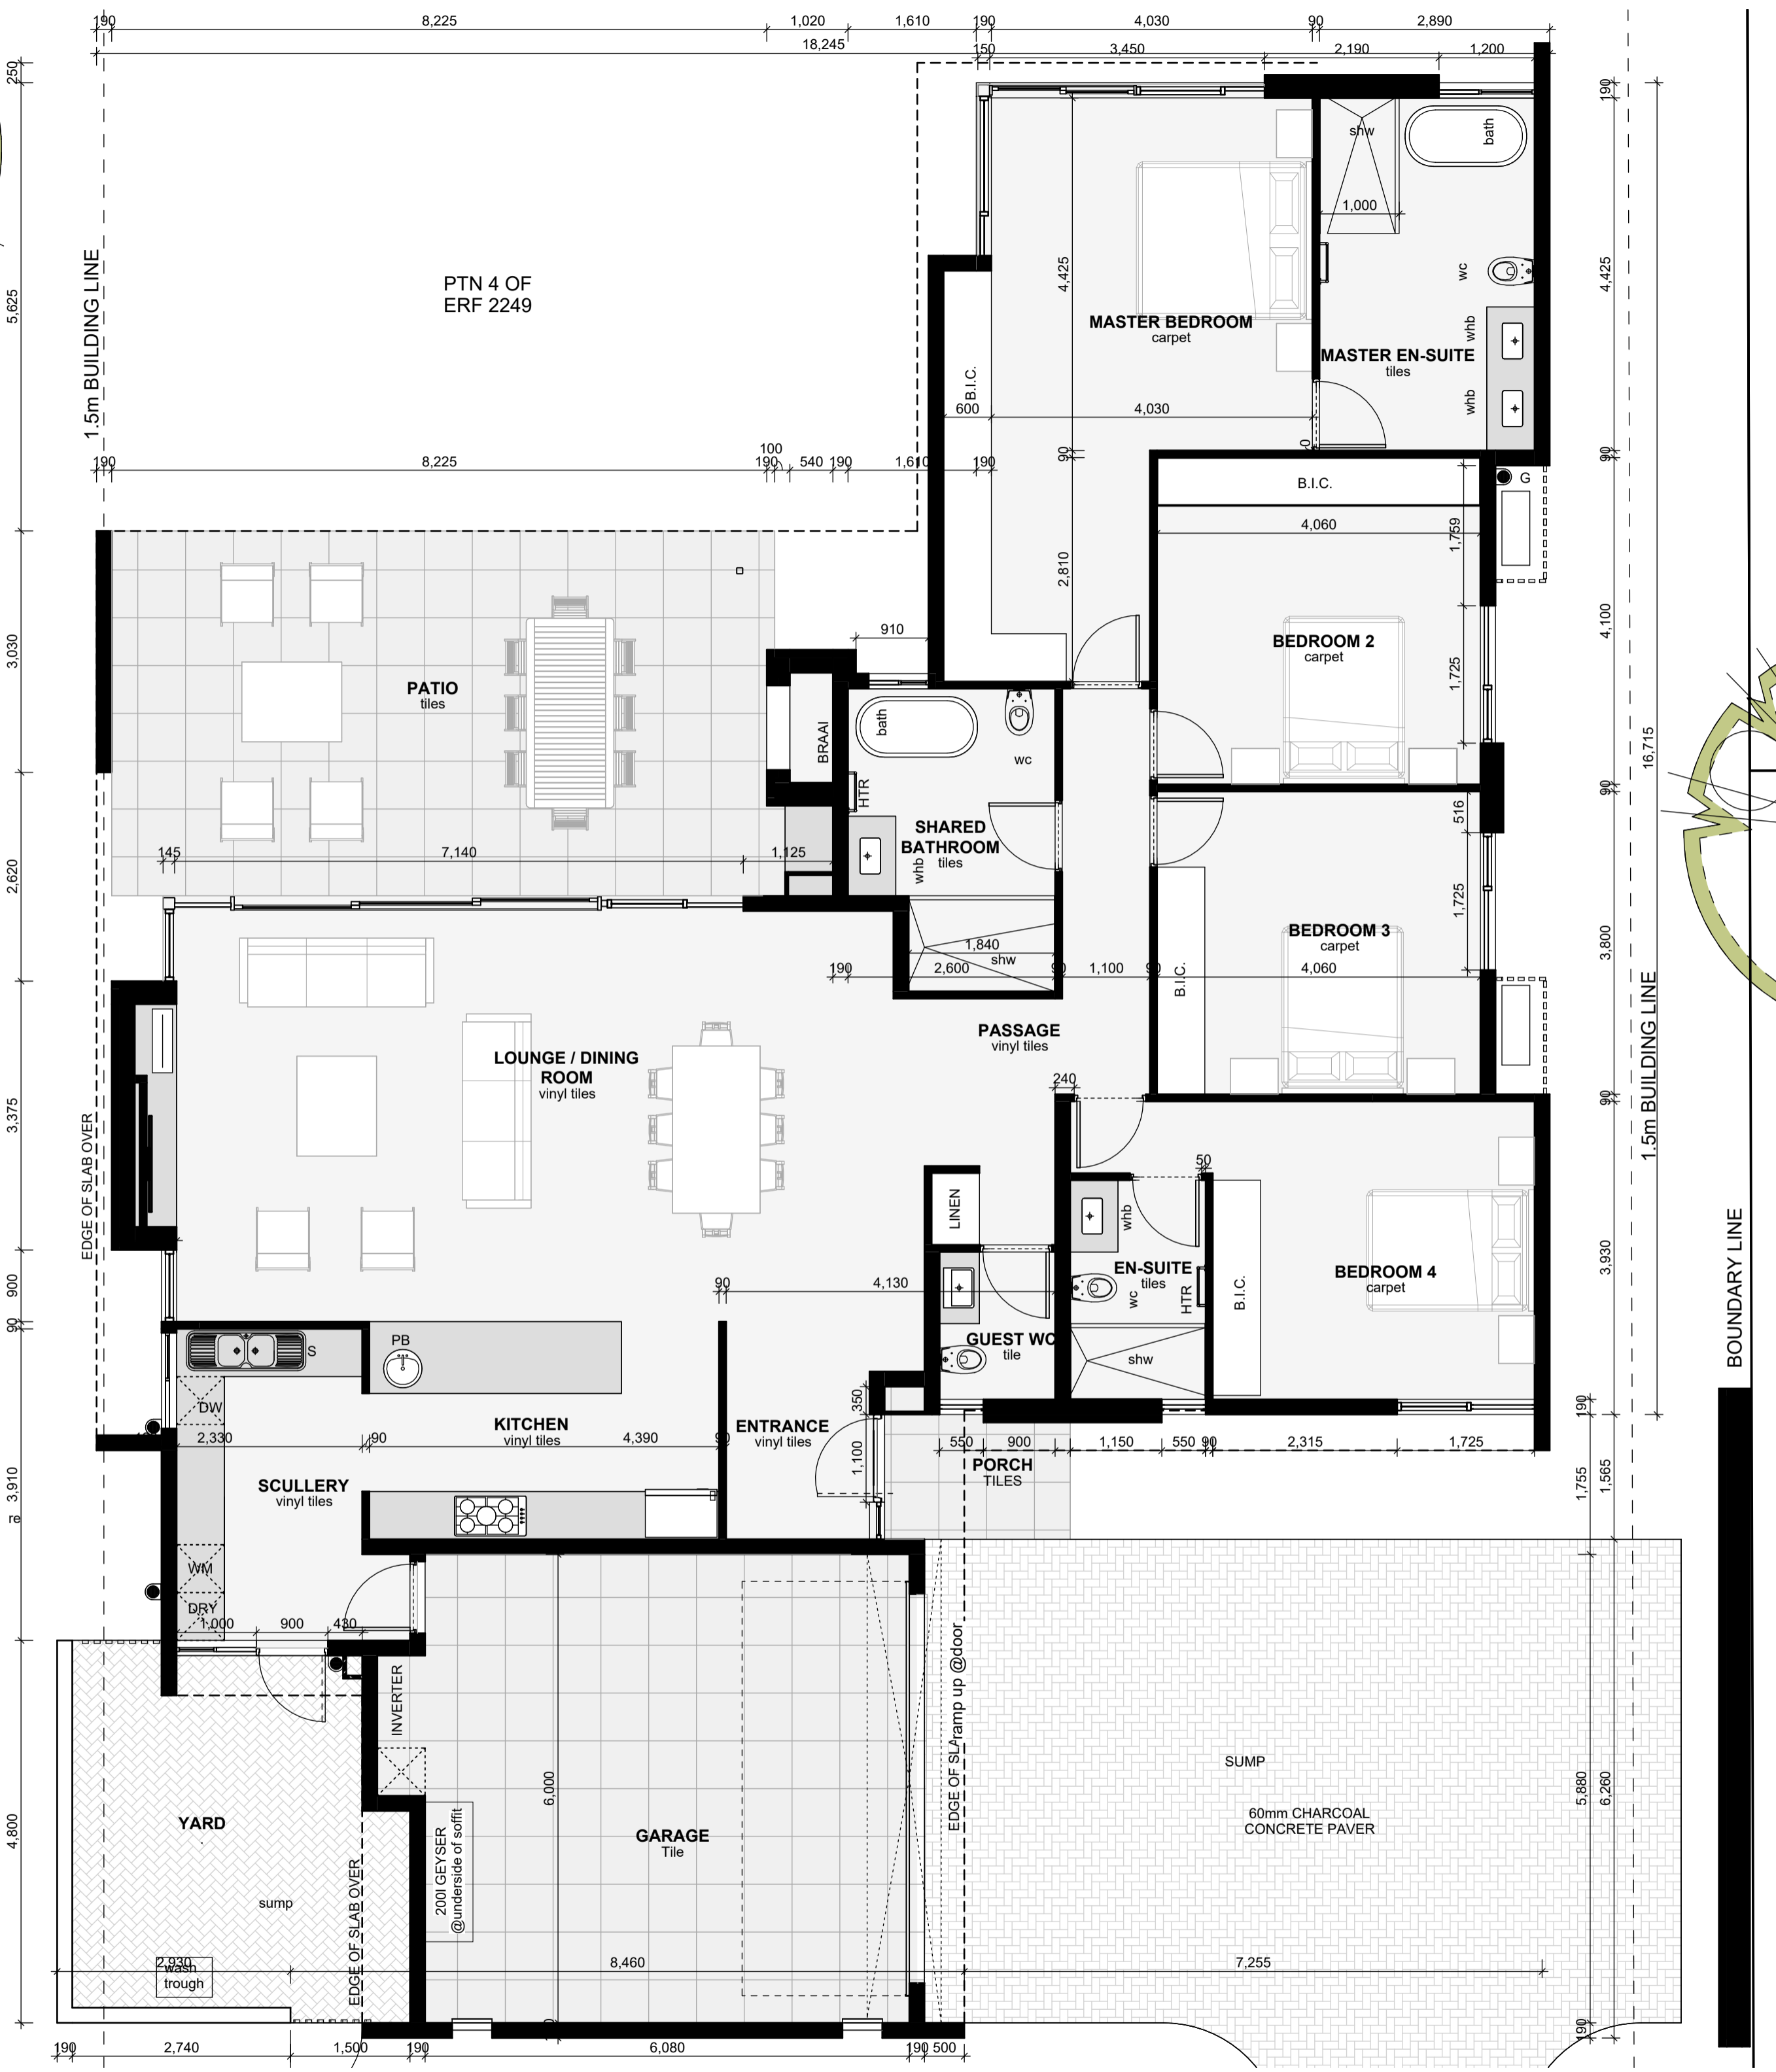 190
8,225
1,020
1,610
190
4,030
90
2,890
18,245
150
3,450
2,190
1,200
250
5,625
3,030
2,620
3,375
900
90
3,910
re
4,800
1.5m BUILDING LINE
PTN 4 OF
ERF 2249
190
8,225
100
190
540
190
1,610
190
shw
bath
1,000
wc
4,425
MASTER BEDROOM
carpet
whb
MASTER EN-SUITE
tiles
whb
B.I.C.
600
4,030
90
B.I.C.
G
4,060
1,759
2,810
BEDROOM 2
carpet
1,725
910
PATIO
tiles
BRAAI
bath
wc
HTR
SHARED
BATHROOM
tiles
whb
145
7,140
1,125
516
1,725
1,840
shw
190
2,600
90
1,100
90
BEDROOM 3
carpet
4,060
B.I.C.
PASSAGE
vinyl tiles
LOUNGE / DINING
ROOM
vinyl tiles
EDGE OF SLAB OVER
240
50
LINEN
whb
EN-SUITE
tiles
wc
HTR
B.I.C.
BEDROOM 4
carpet
90
4,130
GUEST WC
tile
shw
S
PB
DW
2,330
90
KITCHEN
vinyl tiles
4,390
90
ENTRANCE
vinyl tiles
350
1,100
550
900
1,150
550
90
2,315
1,725
PORCH
TILES
SCULLERY
vinyl tiles
WM
DRY
1,000
900
430
INVERTER
YARD
sump
2,930
wash
trough
EDGE OF SLAB OVER
200l GEYSER
@underside of soffit
6,000
GARAGE
Tile
8,460
ramp up @door
SUMP
60mm CHARCOAL
CONCRETE PAVER
7,255
190
2,740
1,500
190
6,080
190
500
190
4,425
90
4,100
90
3,800
90
3,930
190
1,755
1,565
5,880
6,260
190
16,715
1.5m BUILDING LINE
BOUNDARY LINE